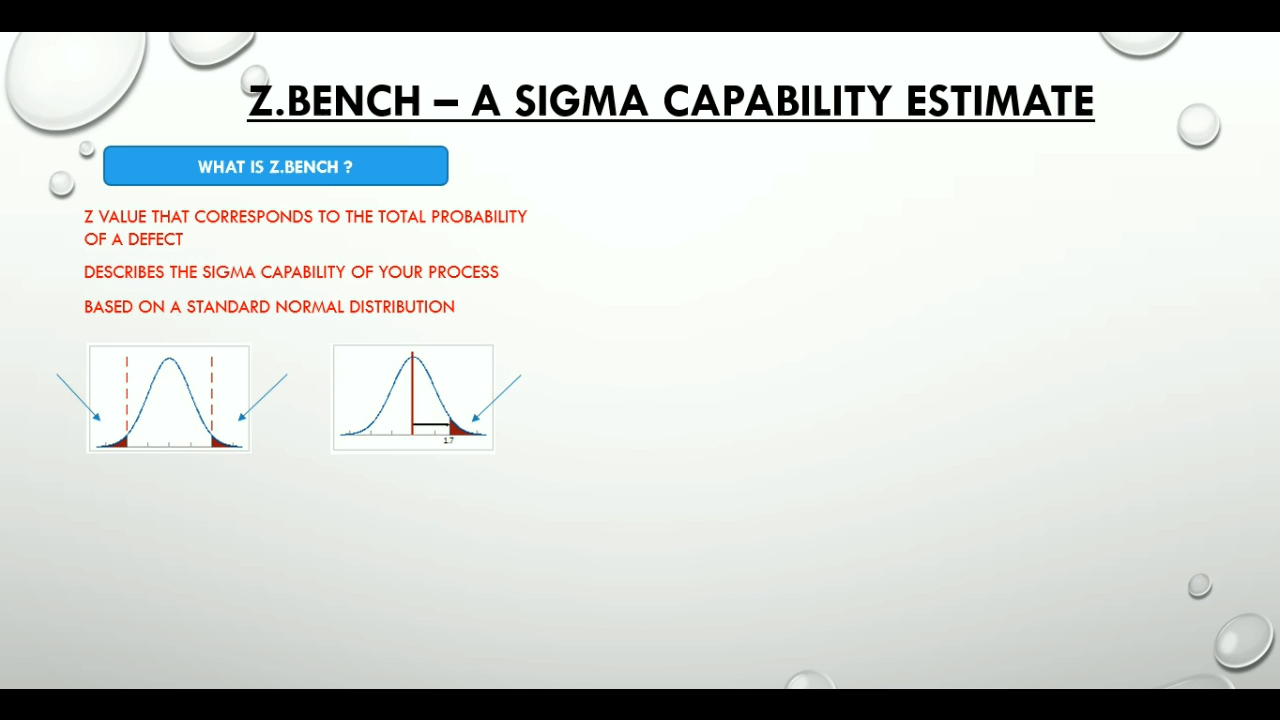 Z.BENCH – A SIGMA CAPABILITY ESTIMATE
WHAT IS Z.BENCH ?
Z VALUE THAT CORRESPONDS TO THE TOTAL PROBABILITY
OF A DEFECT
DESCRIBES THE SIGMA CAPABILITY OF YOUR PROCESS
BASED ON A STANDARD NORMAL DISTRIBUTION
1.7